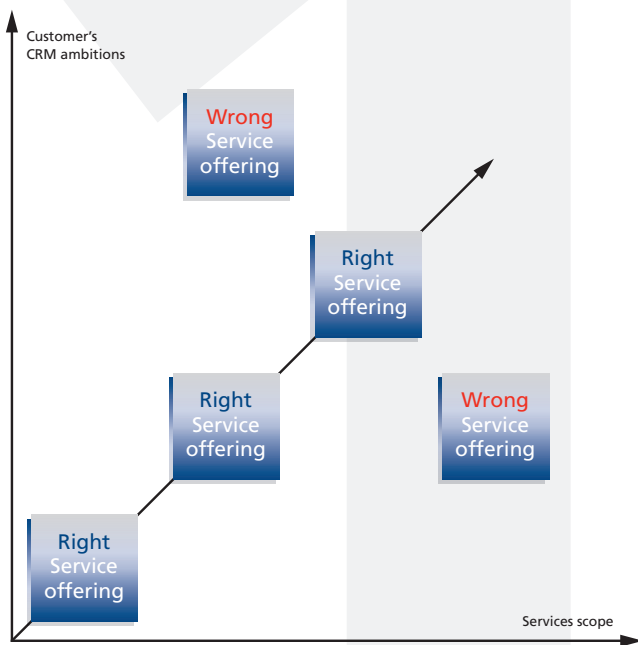 Customer's
CRM ambitions
Wrong
Service
offering
Right
Service
offering
Right
Service
offering
Wrong
Service
offering
Right
Service
offering
Services scope